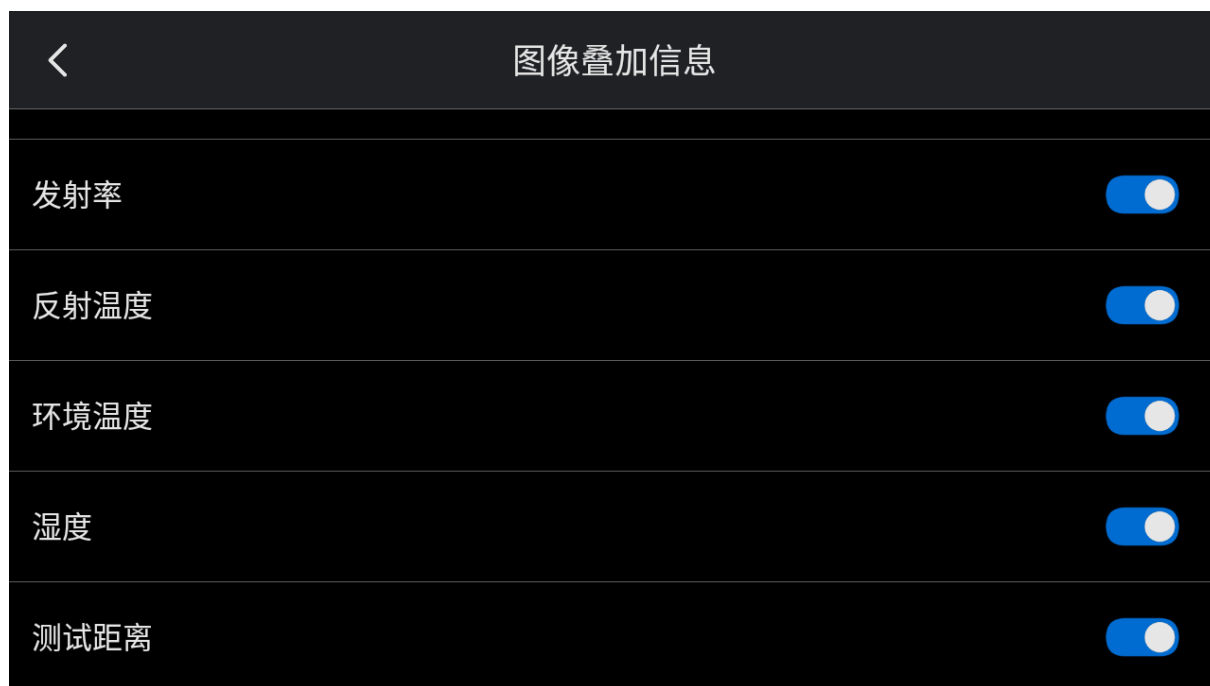 图像叠加信息
发射率
反射温度
环境温度
湿度
测试距离